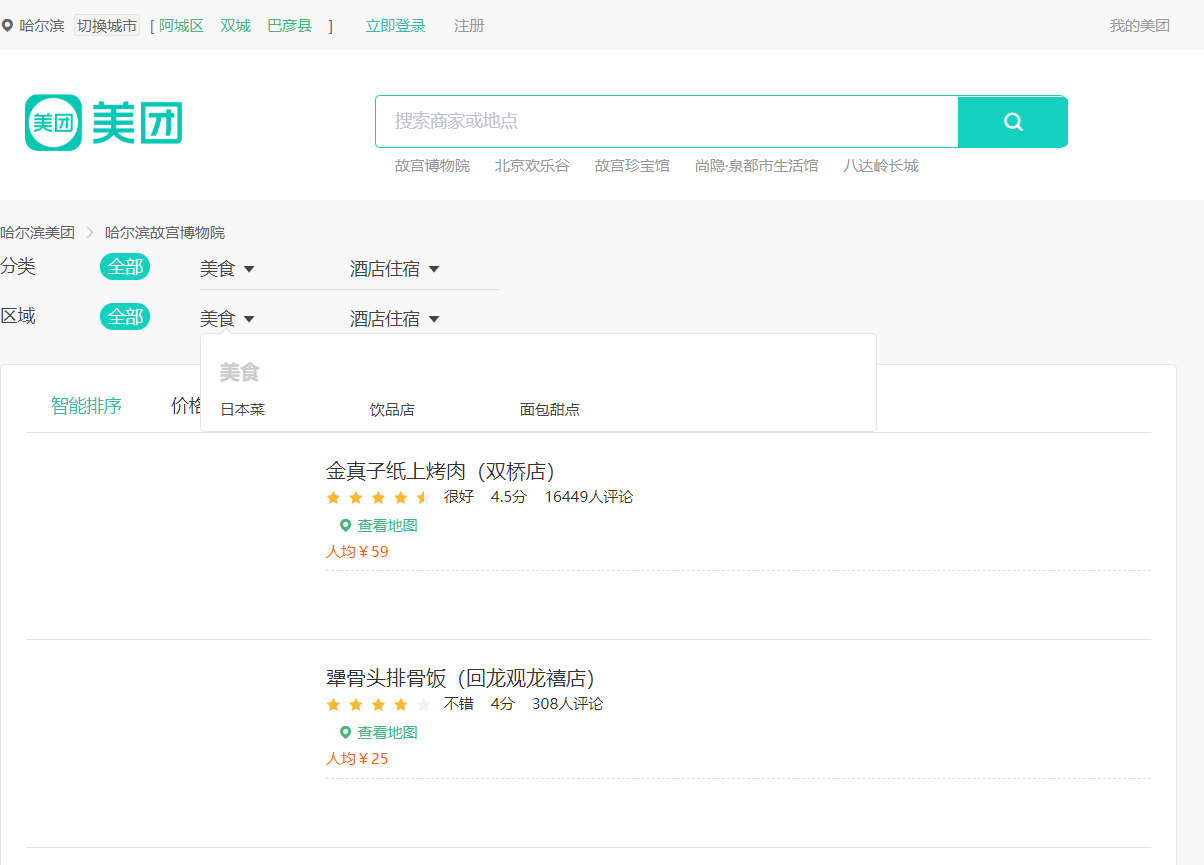 哈尔滨 切换城市 [ 阿城区 双城 巴彦县 ] 立即登录 注册 我的美团
美团 美团
搜索商家或地点
故宫博物院 北京欢乐谷 故宫珍宝馆 尚隐·泉都市生活馆 八达岭长城
哈尔滨美团 哈尔滨故宫博物院
分类 全部 美食 酒店住宿
区域 全部 美食 酒店住宿
美食
智能排序 价格
日本菜 饮品店 面包甜点
金真子纸上烤肉（双桥店）
很好 4.5分 16449人评论
查看地图
人均￥59
犟骨头排骨饭（回龙观龙禧店）
不错 4分 308人评论
查看地图
人均￥25